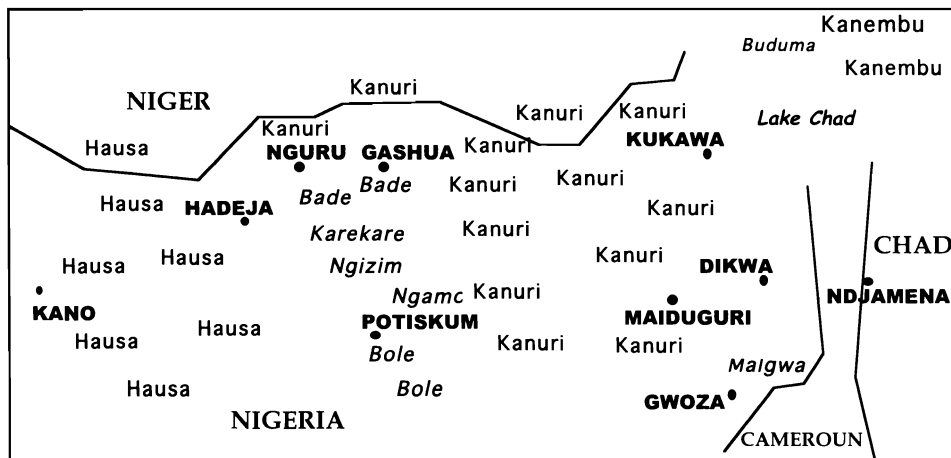 Kanembu
Buduma
Kanembu
Kanuri
NIGER
Kanuri
Kanuri
Lake Chad
Kanuri
Hausa
NGURU
GASHUA
Kanuri
KUKAWA
Bade
Bade
Kanuri
Kanuri
Hausa
HADEJA
Kanuri
Karekare
Kanuri
CHAD
Hausa
Hausa
Ngizim
Kanuri
DIKWA
Ngamc
Kanuri
NDJAMENA
KANO
Hausa
Hausa
POTISKUM
MAIDUGURI
Kanuri
Kanuri
Bole
Malgwa
Hausa
Bole
GWOZA
NIGERIA
CAMEROUN